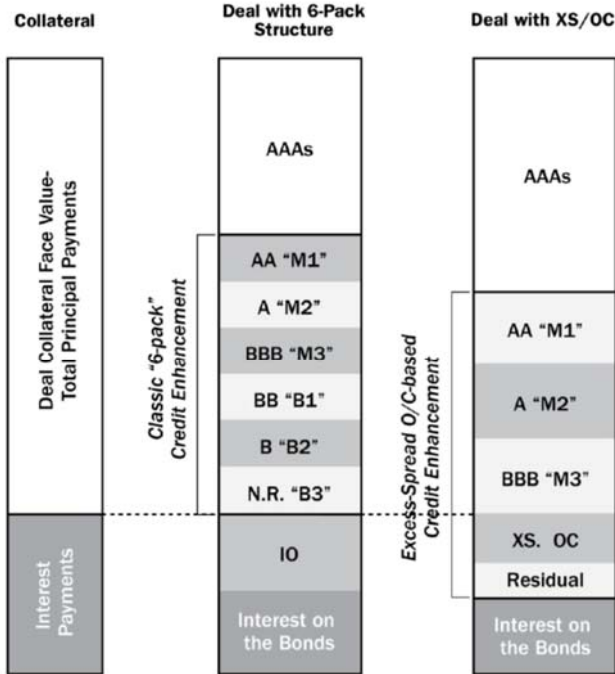 Collateral
Deal with 6-Pack
Structure
Deal with XS/OC
Deal Collateral Face Value-
Total Principal Payments
Interest
Payments
Classic "6-pack"
Credit Enhancement
AAAs
AA "M1"
A "M2"
BBB "M3"
BB "B1"
B "B2"
N.R. "B3"
IO
Interest on
the Bonds
Excess-Spread O/C-based
Credit Enhancement
AAAs
AA "M1"
A "M2"
BBB "M3"
XS. OC
Residual
Interest on
the Bonds